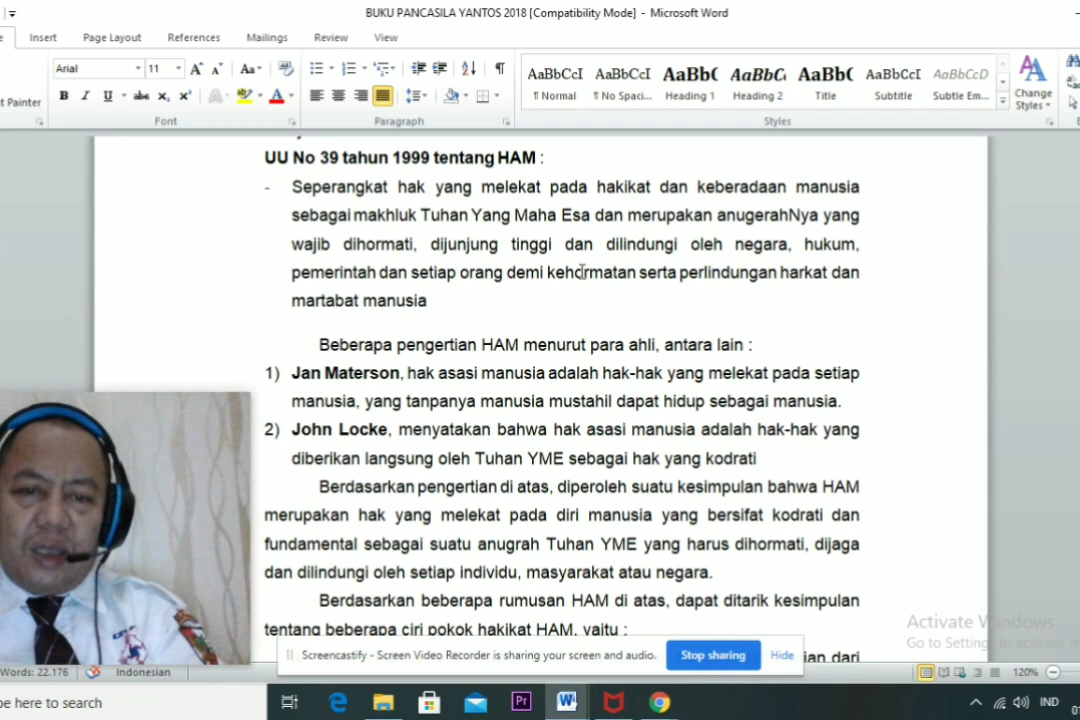 BUKU PANCASILA YANTOS 2018 [Compatibility Mode] - Microsoft Word
Insert Page Layout References Mailings Review View
Arial 11
AaBbCcI AaBbCcI AaBb( AaBbC AaBb( AaBbCcI AaBbCcD
t Painter ¶ Normal ¶ No Spaci... Heading 1 Heading 2 Title Subtitle Subtle Em... Change Styles
Font Paragraph Styles
UU No 39 tahun 1999 tentang HAM :
- Seperangkat hak yang melekat pada hakikat dan keberadaan manusia
sebagai makhluk Tuhan Yang Maha Esa dan merupakan anugerahNya yang
wajib dihormati, dijunjung tinggi dan dilindungi oleh negara, hukum,
pemerintah dan setiap orang demi kehormatan serta perlindungan harkat dan
martabat manusia
Beberapa pengertian HAM menurut para ahli, antara lain :
1) Jan Materson, hak asasi manusia adalah hak-hak yang melekat pada setiap
manusia, yang tanpanya manusia mustahil dapat hidup sebagai manusia.
2) John Locke, menyatakan bahwa hak asasi manusia adalah hak-hak yang
diberikan langsung oleh Tuhan YME sebagai hak yang kodrati
Berdasarkan pengertian di atas, diperoleh suatu kesimpulan bahwa HAM
merupakan hak yang melekat pada diri manusia yang bersifat kodrati dan
fundamental sebagai suatu anugrah Tuhan YME yang harus dihormati, dijaga
dan dilindungi oleh setiap individu, masyarakat atau negara.
Berdasarkan beberapa rumusan HAM di atas, dapat ditarik kesimpulan
tentang beberapa ciri pokok hakikat HAM, yaitu :
Activate Windows
Go to Settings to activate W
Screencastify - Screen Video Recorder is sharing your screen and audio. Stop sharing Hide
dari
Words: 22.176 Indonesian 120%
pe here to search IND